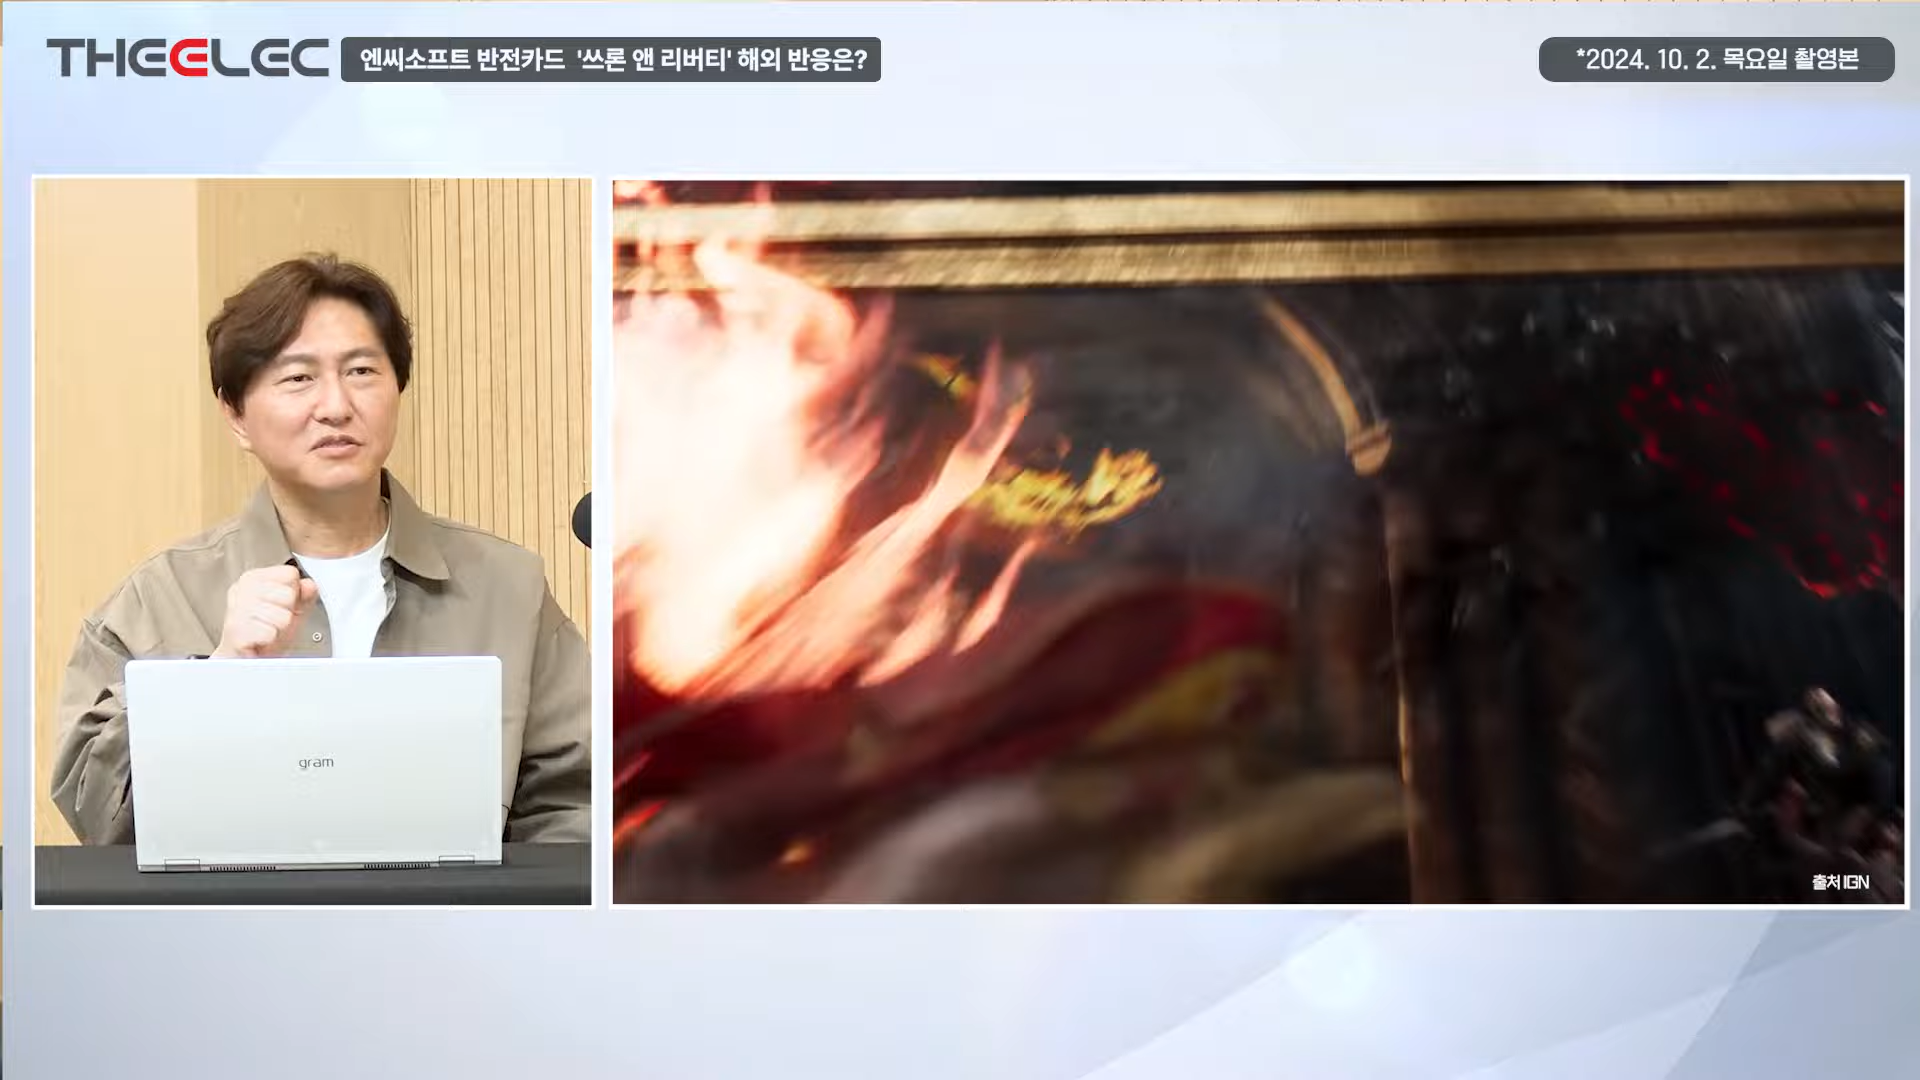 THEELEC
엔씨소프트 반전카드 '쓰론 앤 리버티' 해외 반응은?
*2024. 10. 2. 목요일 촬영본
gram
출처 IGN